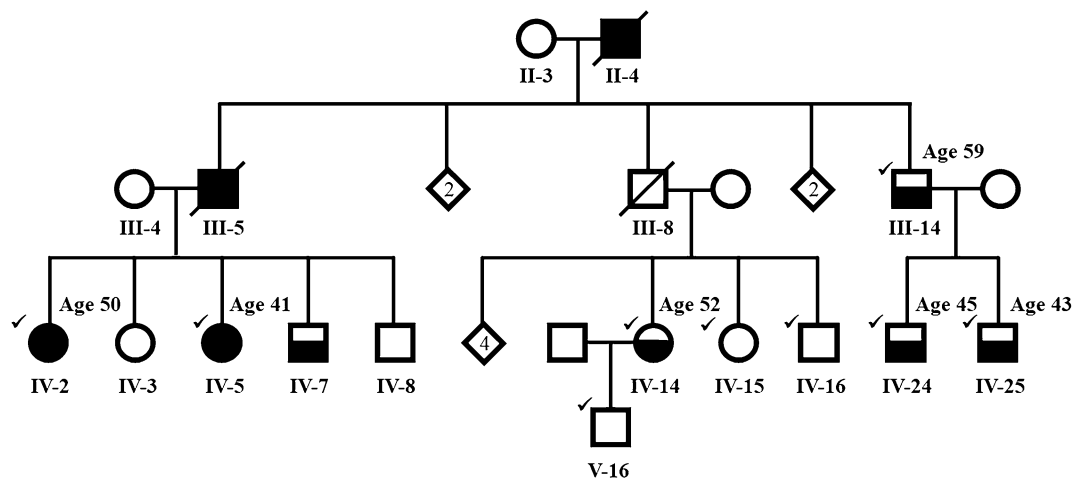 II-3 II-4
Age 59
2 2
III-4 III-5 III-8 III-14
Age 50 Age 41 Age 52 Age 45 Age 43
4
IV-2 IV-3 IV-5 IV-7 IV-8 IV-14 IV-15 IV-16 IV-24 IV-25
V-16